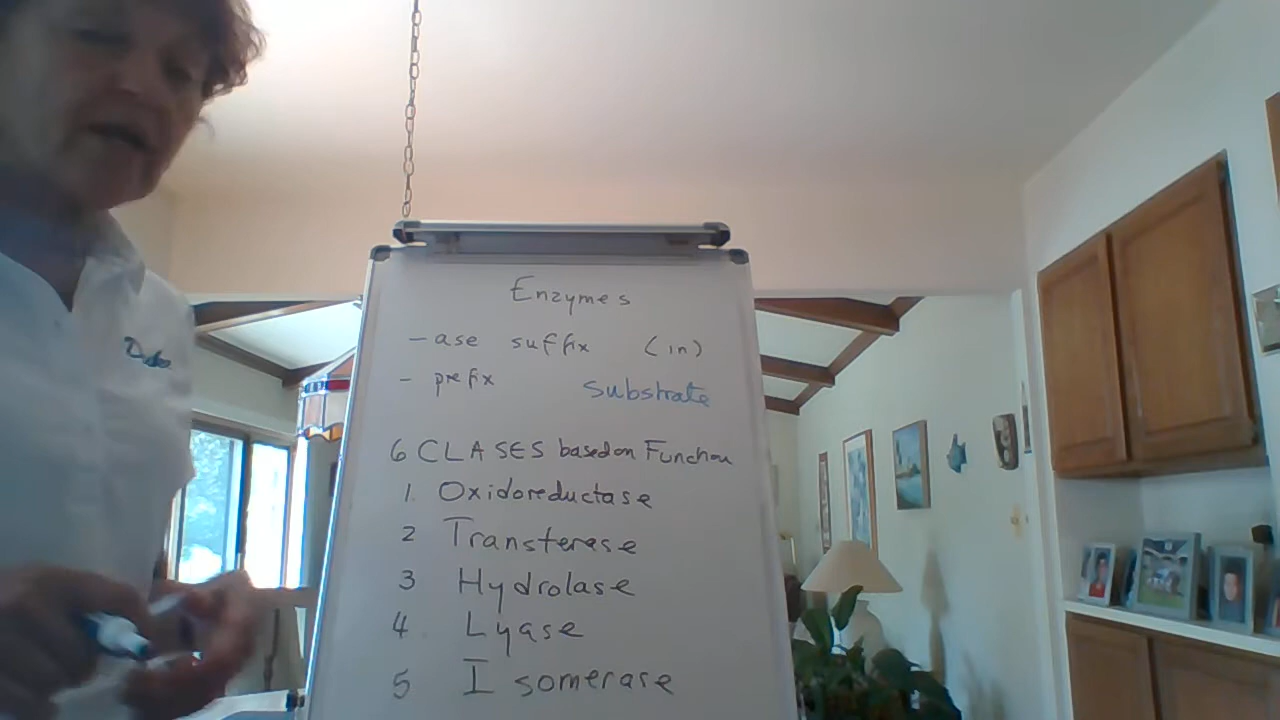 Enzymes
- ase suffix (in)
- prefix substrate
6 CLASES based on Function
1. Oxidoreductase
2 Transferase
3 Hydrolase
4 Lyase
5 Isomerase